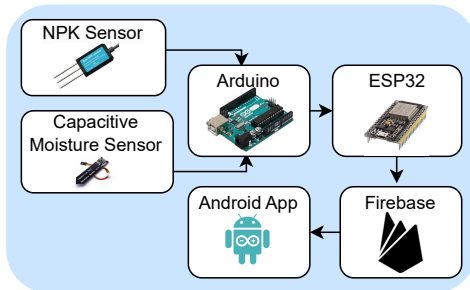 NPK Sensor
Arduino
ESP32
Capacitive
Moisture Sensor
Android App
Firebase